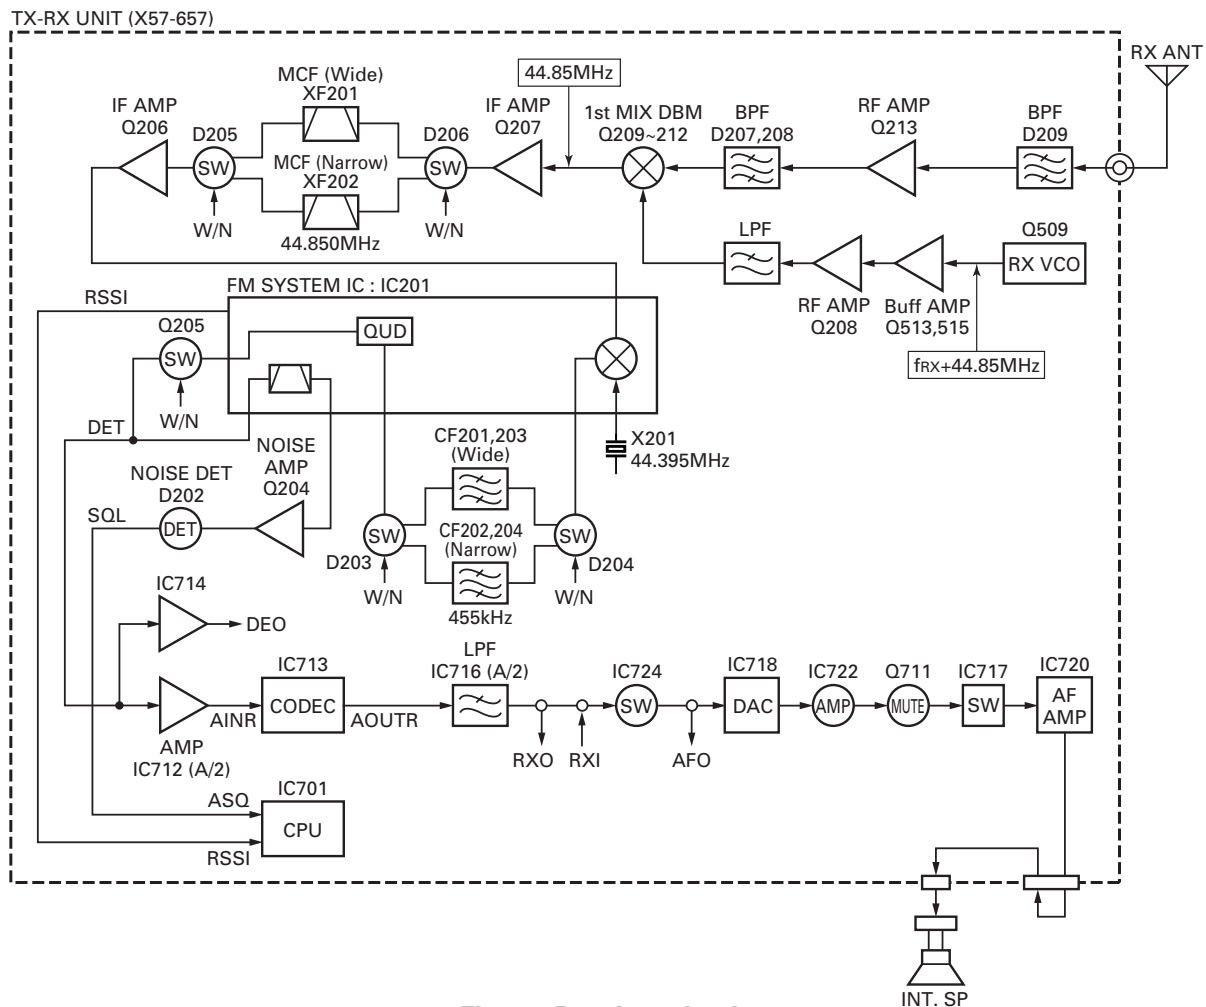 TX-RX UNIT (X57-657)
RX ANT
MCF (Wide)
XF201
44.85MHz
IF AMP
Q206
D205
SW
W/N
MCF (Narrow)
XF202
44.850MHz
D206
SW
W/N
IF AMP
Q207
1st MIX DBM
Q209~212
BPF
D207,208
RF AMP
Q213
BPF
D209
LPF
RF AMP
Q208
Buff AMP
Q513,515
Q509
RX VCO
fRX+44.85MHz
RSSI
FM SYSTEM IC : IC201
Q205
SW
W/N
QUD
DET
X201
44.395MHz
NOISE
AMP
Q204
NOISE DET
D202
DET
SQL
CF201,203
(Wide)
CF202,204
(Narrow)
455kHz
SW
D203
W/N
SW
D204
W/N
IC714
DEO
AMP
IC712 (A/2)
AINR
IC713
CODEC
AOUTR
LPF
IC716 (A/2)
RXO
RXI
IC724
SW
AFO
IC718
DAC
IC722
AMP
Q711
MUTE
IC717
SW
IC720
AF
AMP
ASQ
RSSI
IC701
CPU
INT. SP